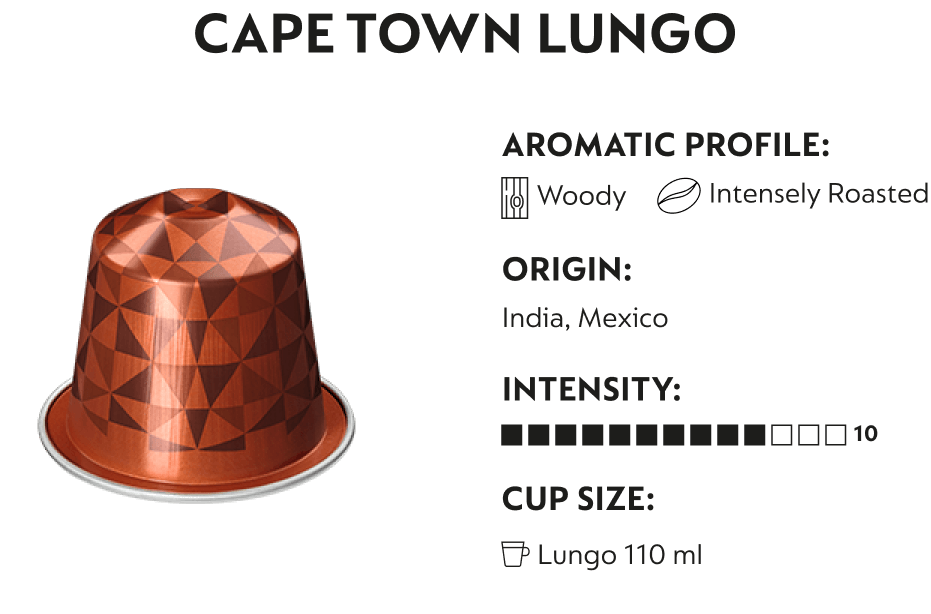 CAPE TOWN LUNGO
AROMATIC PROFILE:
Woody Intensely Roasted
ORIGIN:
India, Mexico
INTENSITY:
10
CUP SIZE:
Lungo 110 ml